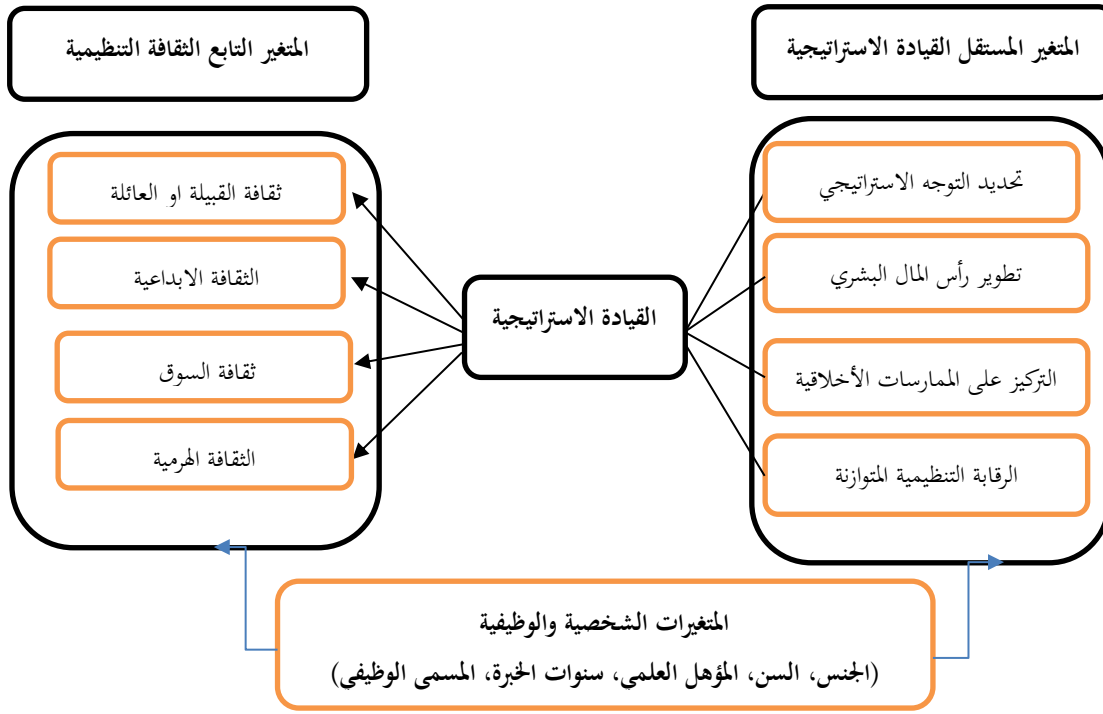 المتغير المستقل القيادة الاستراتيجية
المتغير التابع الثقافة التنظيمية
تحديد التوجه الاستراتيجي
تطوير رأس المال البشري
التركيز على الممارسات الأخلاقية
الرقابة التنظيمية المتوازنة
القيادة الاستراتيجية
ثقافة القبيلة او العائلة
الثقافة الابداعية
ثقافة السوق
الثقافة الهرمية
المتغيرات الشخصية والوظيفية
(الجنس، السن، المؤهل العلمي، سنوات الخبرة، المسمى الوظيفي)